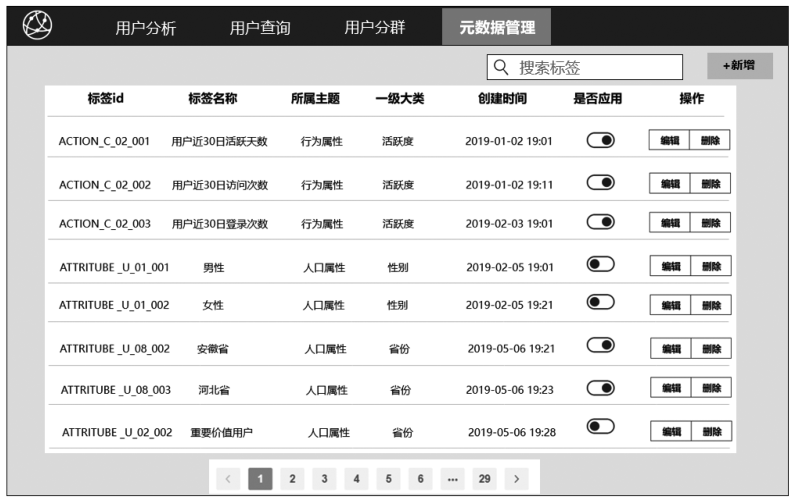 用户分析 用户查询 用户分群 元数据管理
搜索标签 +新增
标签id 标签名称 所属主题 一级大类 创建时间 是否应用 操作
ACTION_C_02_001 用户近30日活跃天数 行为属性 活跃度 2019-01-02 19:01 编辑 删除
ACTION_C_02_002 用户近30日访问次数 行为属性 活跃度 2019-01-02 19:11 编辑 删除
ACTION_C_02_003 用户近30日登录次数 行为属性 活跃度 2019-02-03 19:01 编辑 删除
ATTRITUBE _U_01_001 男性 人口属性 性别 2019-02-05 19:01 编辑 删除
ATTRITUBE _U_01_002 女性 人口属性 性别 2019-02-05 19:21 编辑 删除
ATTRITUBE _U_08_002 安徽省 人口属性 省份 2019-05-06 19:21 编辑 删除
ATTRITUBE _U_08_003 河北省 人口属性 省份 2019-05-06 19:23 编辑 删除
ATTRITUBE _U_02_002 重要价值用户 人口属性 省份 2019-05-06 19:28 编辑 删除
< 1 2 3 4 5 6 ••• 29 >